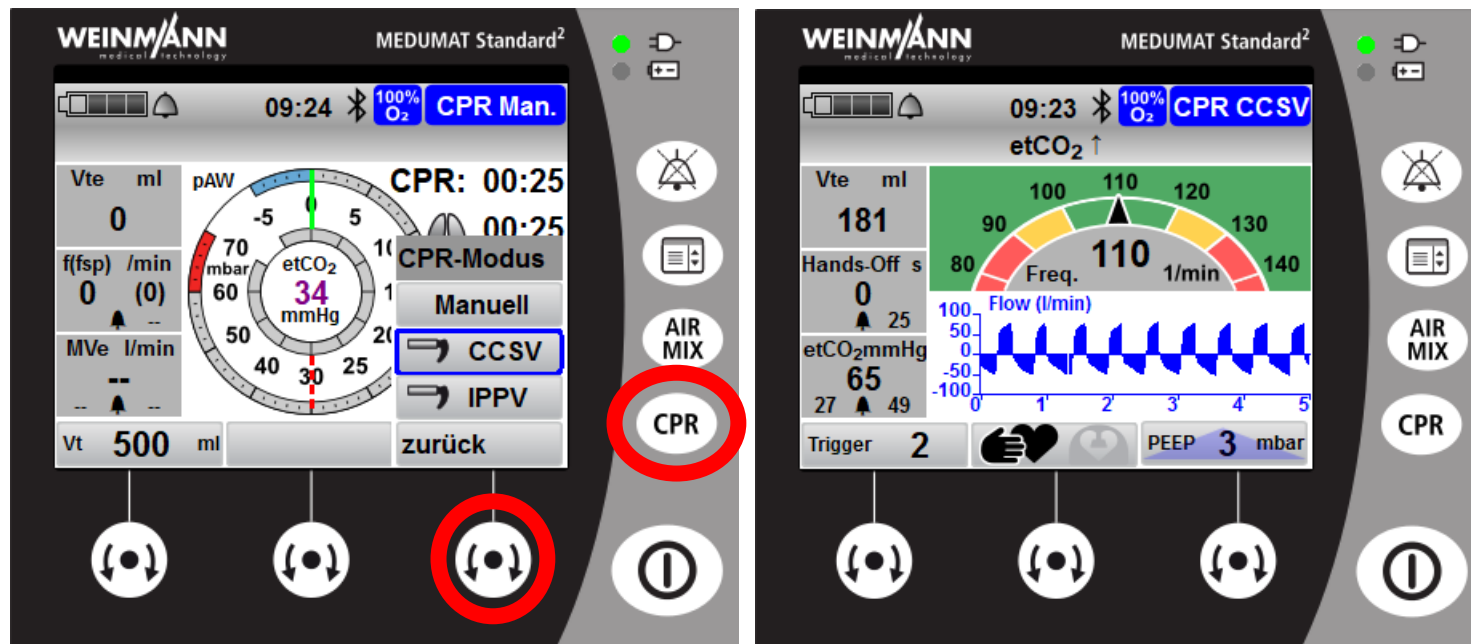 WEINMANN
medical technology
MEDUMAT Standard²
09:24 100% O₂ CPR Man.
Vte ml
0
f(fsp) /min
0 (0)
--
MVe l/min
--
-- --
pAW
-5 0 5
70
mbar
60
50
40
30
25
etCO₂
34
mmHg
CPR: 00:25
00:25
CPR-Modus
Manuell
CCSV
IPPV
zurück
Vt 500 ml
AIR
MIX
CPR
WEINMANN
medical technology
MEDUMAT Standard²
09:23 100% O₂ CPR CCSV
etCO₂ ↑
Vte ml
181
Hands-Off s
0
25
etCO₂mmHg
65
27 49
80 90 100 110 120 130 140
Freq. 110 1/min
Flow (l/min)
100
50
0
-50
-100
0 1' 2' 3' 4' 5'
Trigger 2
PEEP 3 mbar
AIR
MIX
CPR